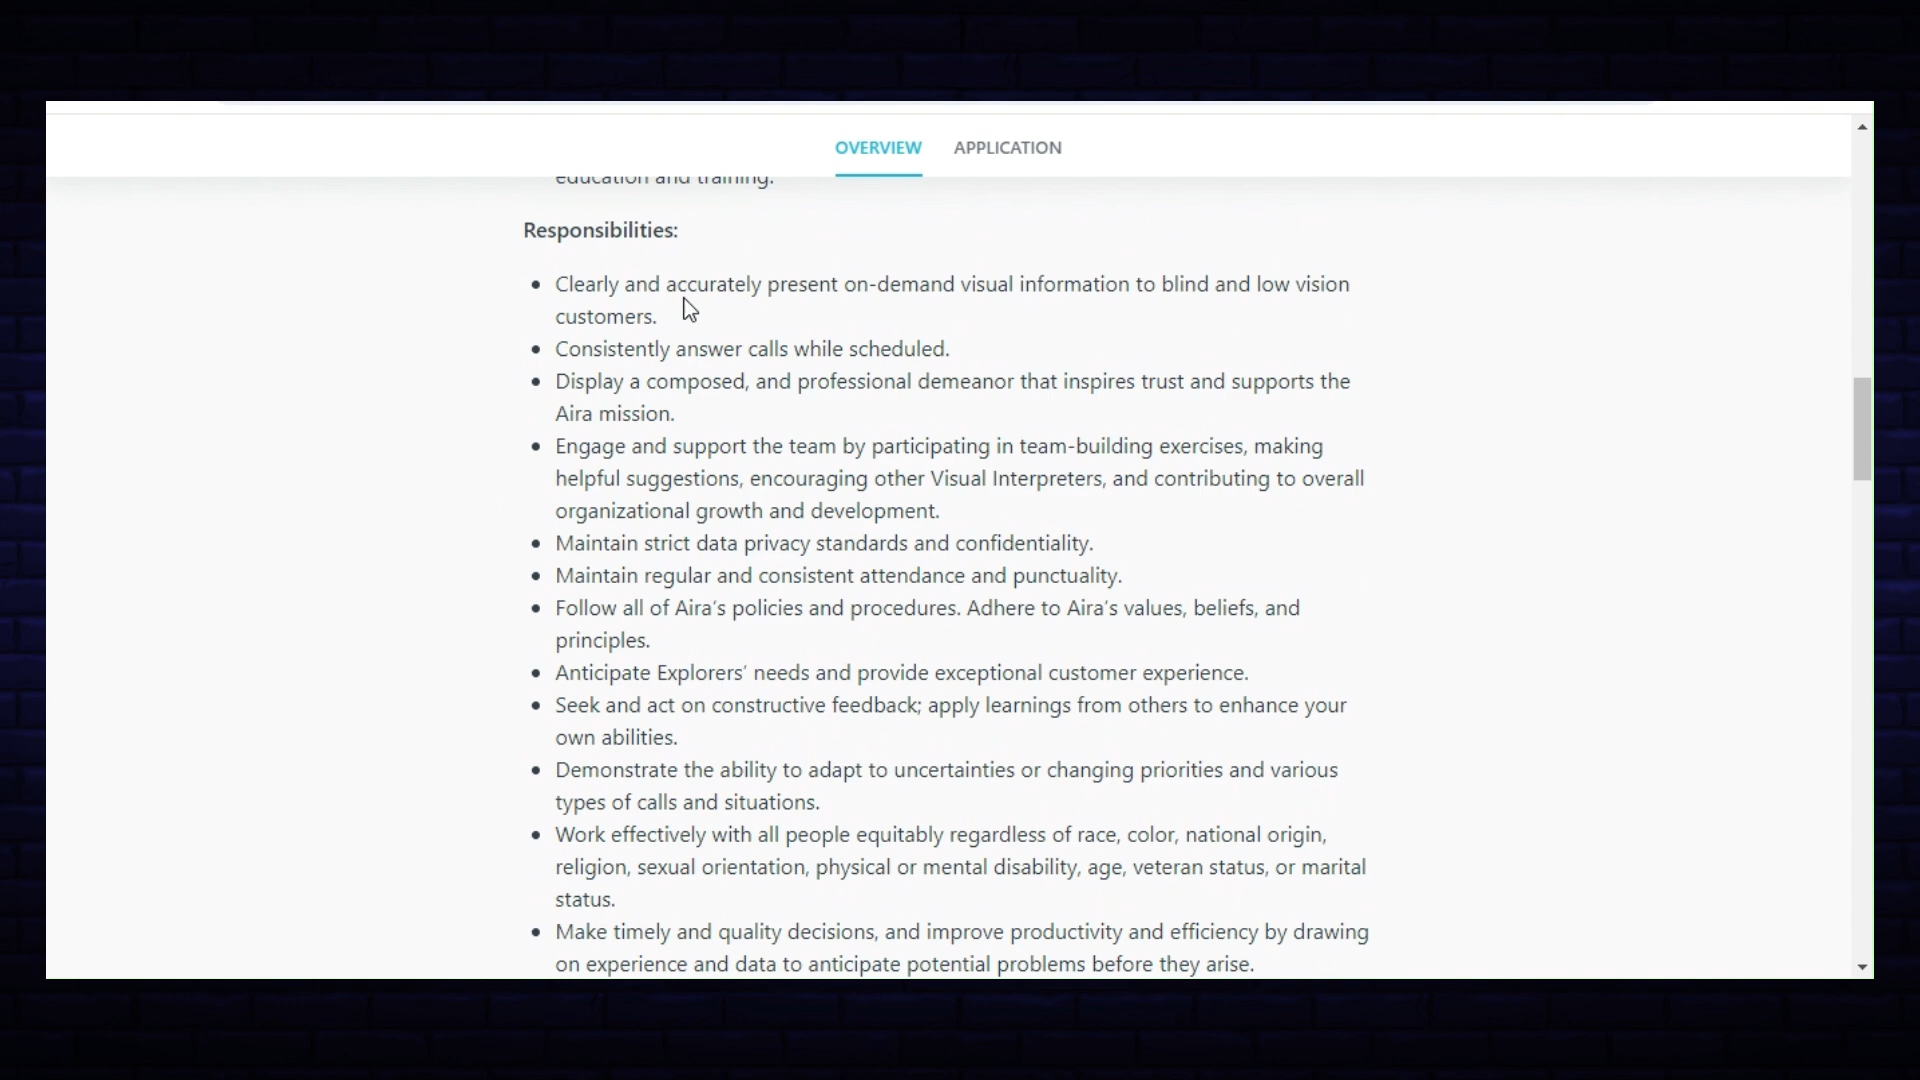 OVERVIEW APPLICATION
education and training.
Responsibilities:
• Clearly and accurately present on-demand visual information to blind and low vision
customers.
• Consistently answer calls while scheduled.
• Display a composed, and professional demeanor that inspires trust and supports the
Aira mission.
• Engage and support the team by participating in team-building exercises, making
helpful suggestions, encouraging other Visual Interpreters, and contributing to overall
organizational growth and development.
• Maintain strict data privacy standards and confidentiality.
• Maintain regular and consistent attendance and punctuality.
• Follow all of Aira’s policies and procedures. Adhere to Aira’s values, beliefs, and
principles.
• Anticipate Explorers’ needs and provide exceptional customer experience.
• Seek and act on constructive feedback; apply learnings from others to enhance your
own abilities.
• Demonstrate the ability to adapt to uncertainties or changing priorities and various
types of calls and situations.
• Work effectively with all people equitably regardless of race, color, national origin,
religion, sexual orientation, physical or mental disability, age, veteran status, or marital
status.
• Make timely and quality decisions, and improve productivity and efficiency by drawing
on experience and data to anticipate potential problems before they arise.